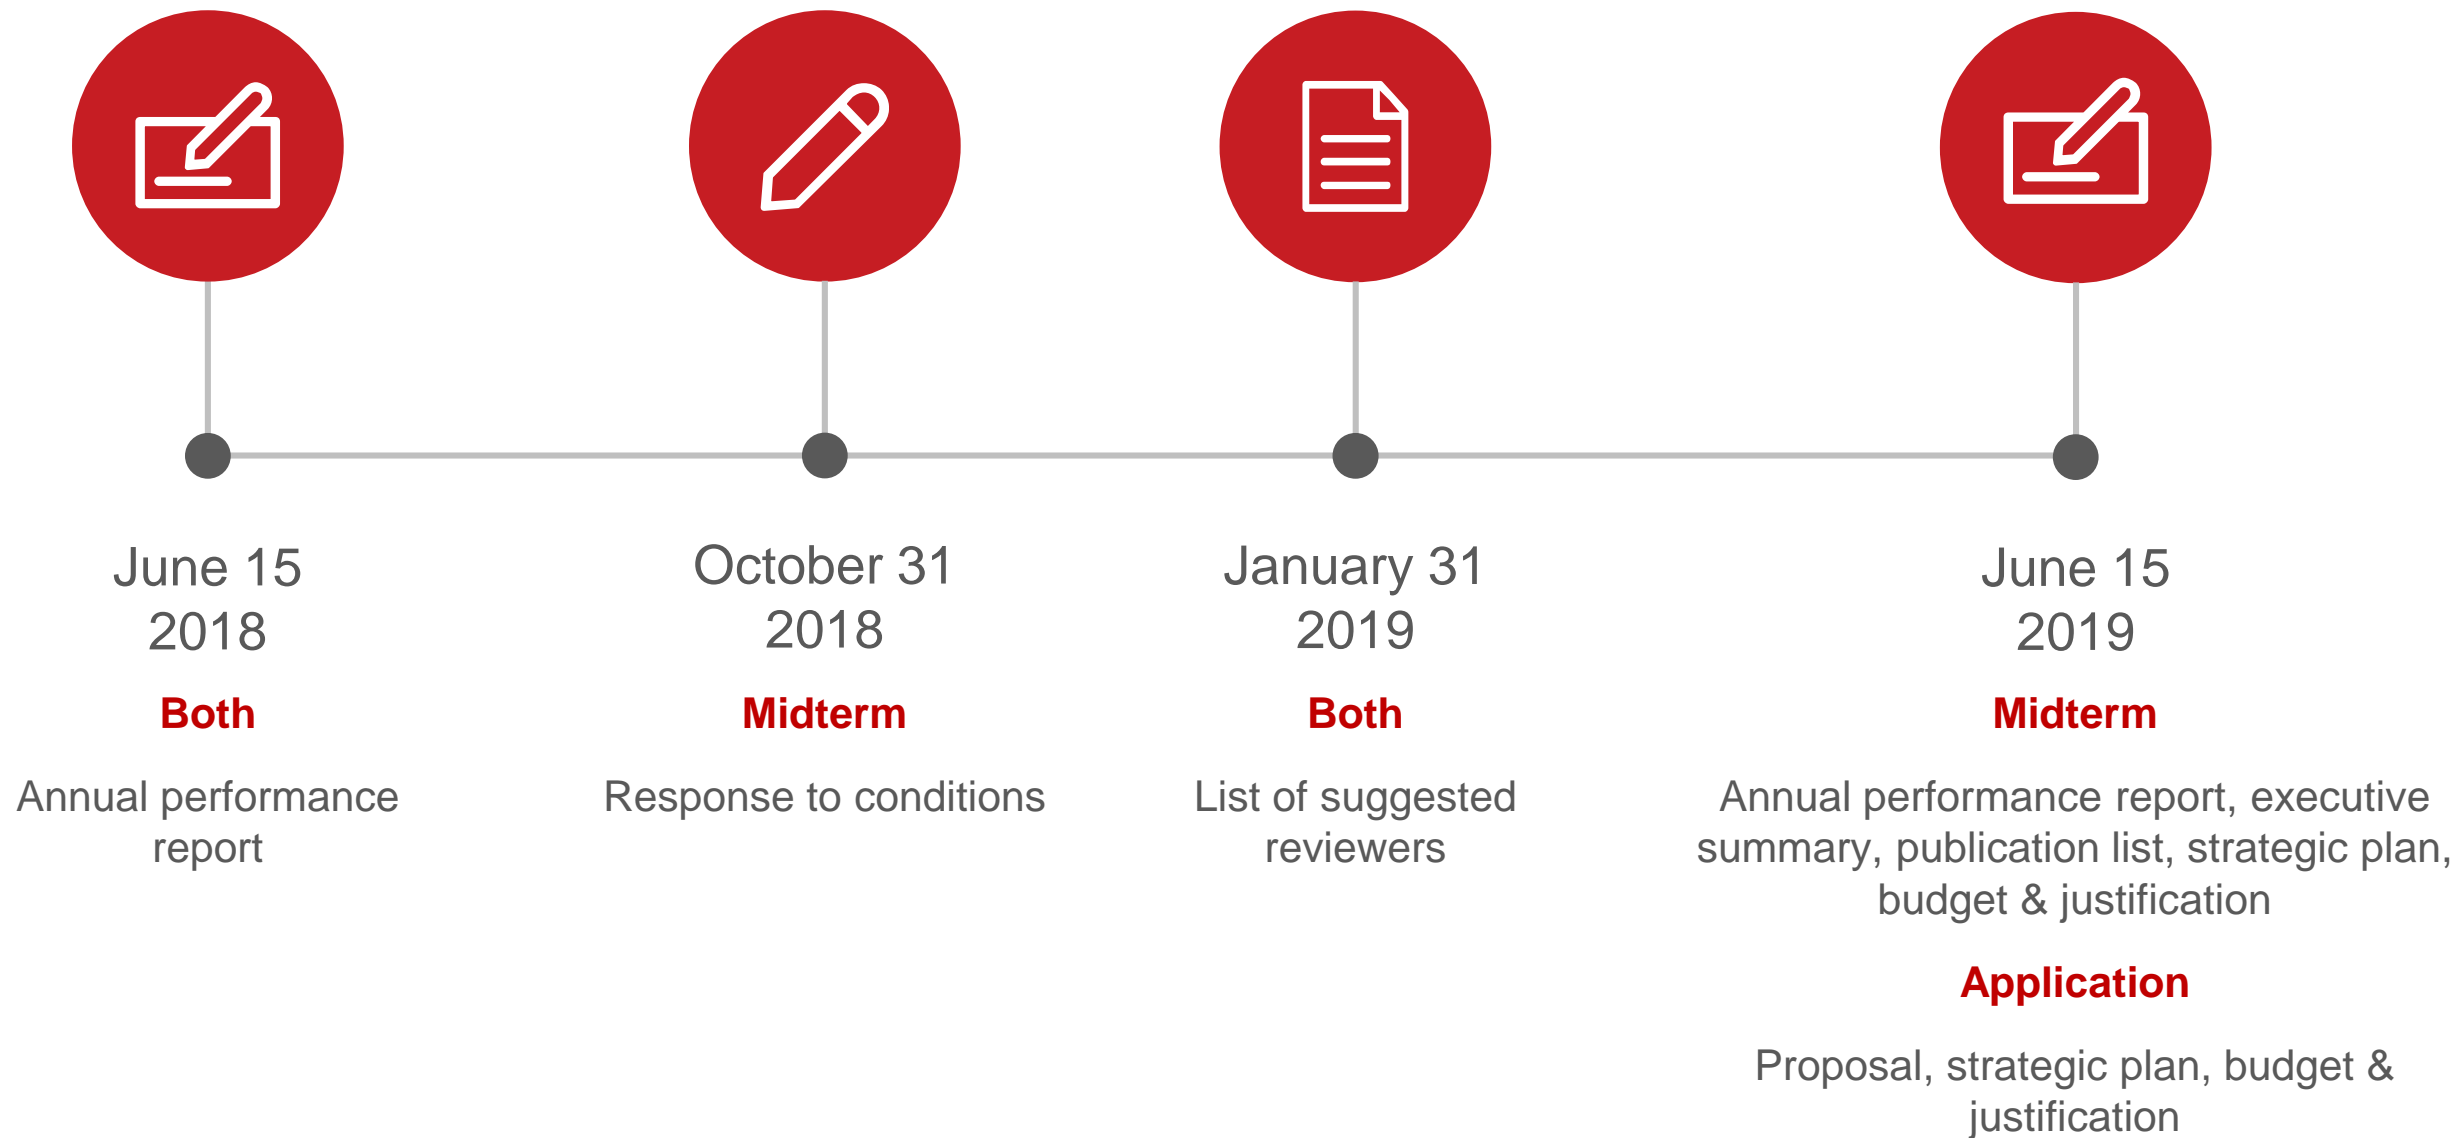 June 15
2018
Both
Annual performance
report
October 31
2018
Midterm
Response to conditions
January 31
2019
Both
List of suggested
reviewers
June 15
2019
Midterm
Annual performance report, executive
summary, publication list, strategic plan,
budget & justification
Application
Proposal, strategic plan, budget &
justification